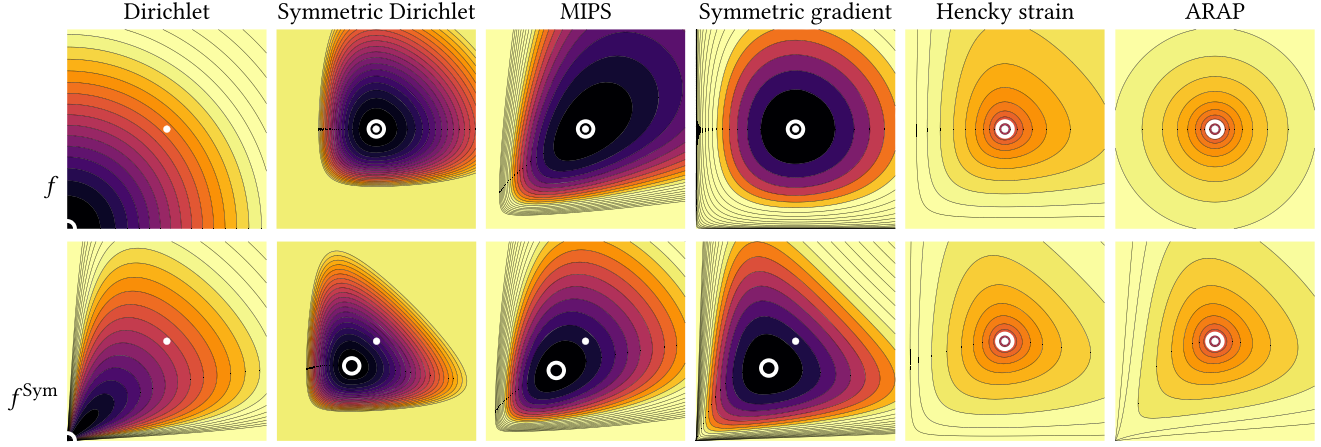 Dirichlet Symmetric Dirichlet MIPS Symmetric gradient Hencky strain ARAP
f
f^Sym